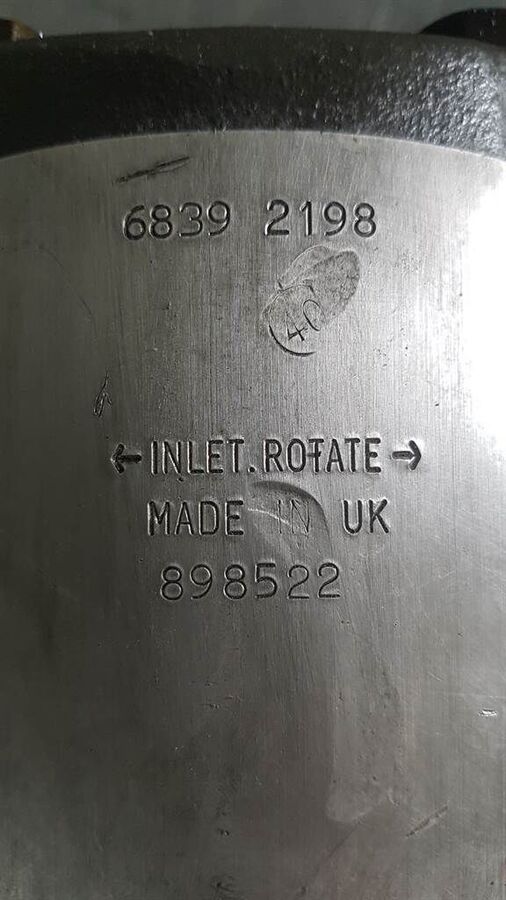 6839 2198
40
← INLET. ROTATE →
MADE IN UK
898522